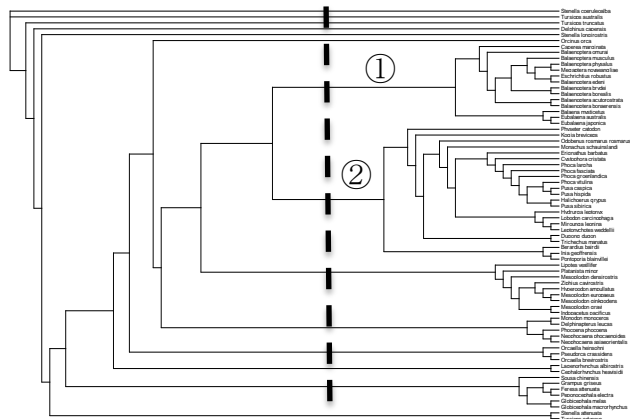 Stenella coeruleoalba
Tursiops australis
Tursiops truncatus
Delphinus capensis
Stenella longirostris
Orcinus orca
Caperea marginata
Balaenoptera omurai
Balaenoptera musculus
Balaenoptera physalus
Megaptera novaeangliae
Eschrichtius robustus
Balaenoptera edeni
Balaenoptera brydei
Balaenoptera borealis
Balaenoptera acutorostrata
Balaenoptera bonaerensis
Balaena mysticetus
Eubalaena australis
Eubalaena japonica
Physeter catodon
Kogia breviceps
Odobenus rosmarus rosmarus
Monachus schauinslandi
Erignathus barbatus
Cystophora cristata
Phoca largha
Phoca fasciata
Phoca groenlandica
Phoca vitulina
Pusa caspica
Pusa hispida
Halichoerus grypus
Pusa sibirica
Hydrurga leptonyx
Lobodon carcinophaga
Mirounga leonina
Leptonychotes weddellii
Dugong dugon
Trichechus manatus
Berardius bairdii
Inia geoffrensis
Pontoporia blainvillei
Lipotes vexillifer
Platanista minor
Mesoplodon densirostris
Ziphius cavirostris
Hyperoodon ampullatus
Mesoplodon europaeus
Mesoplodon ginkgodens
Mesoplodon grayi
Indopacetus pacificus
Monodon monoceros
Delphinapterus leucas
Phocoena phocoena
Neophocaena phocaenoides
Neophocaena asiaeorientalis
Orcaella heinsohni
Pseudorca crassidens
Orcaella brevirostris
Lagenorhynchus albirostris
Cephalorhynchus heavisidii
Sousa chinensis
Grampus griseus
Feresa attenuata
Peponocephala electra
Globicephala melas
Globicephala macrorhynchus
Stenella attenuata
①
②